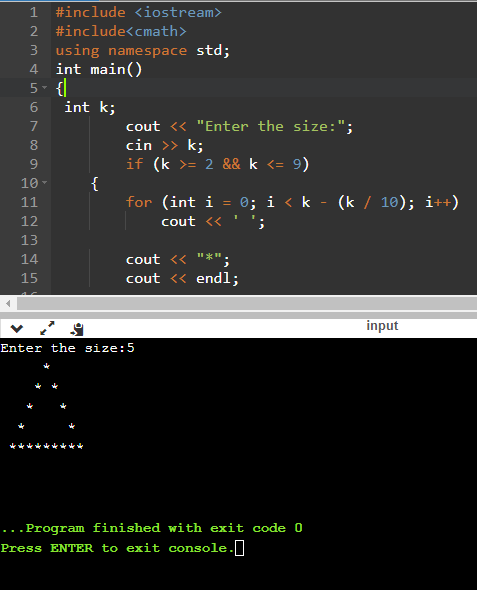 1 #include <iostream>
2 #include<cmath>
3 using namespace std;
4 int main()
5 {
6  int k;
7         cout << "Enter the size:";
8         cin >> k;
9         if (k >= 2 && k <= 9)
10     {
11         for (int i = 0; i < k - (k / 10); i++)
12             cout << ' ';
13
14         cout << "*";
15         cout << endl;
input
Enter the size:5
     *
    * *
   *   *
  *     *
 *********
...Program finished with exit code 0
Press ENTER to exit console.